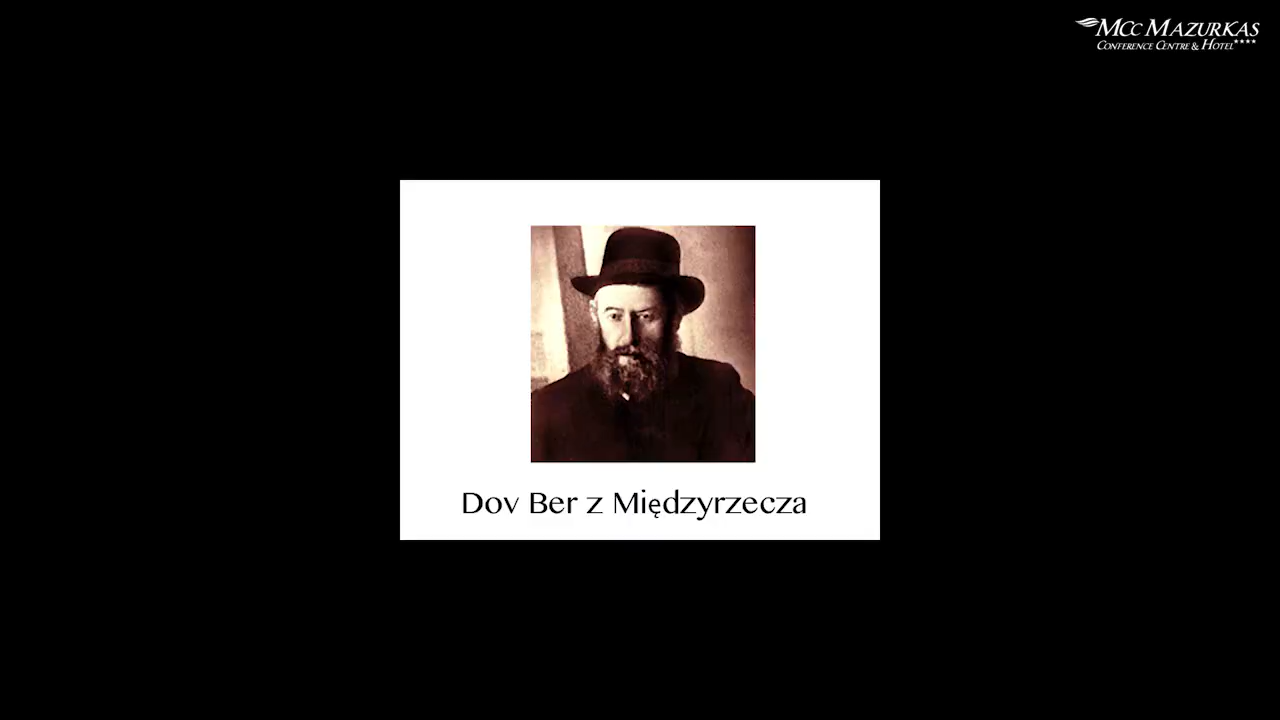 MCC MAZURKAS
CONFERENCE CENTRE & HOTEL****
Dov Ber z Międzyrzecza